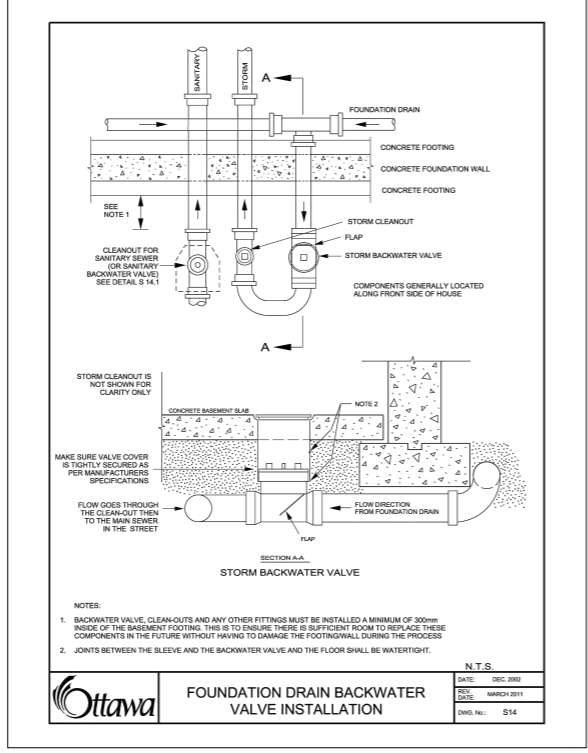 SANITARY
STORM
A
FOUNDATION DRAIN
CONCRETE FOOTING
CONCRETE FOUNDATION WALL
CONCRETE FOOTING
SEE
NOTE 1
STORM CLEANOUT
FLAP
STORM BACKWATER VALVE
CLEANOUT FOR
SANITARY SEWER
(OR SANITARY
BACKWATER VALVE)
SEE DETAIL S 14.1
COMPONENTS GENERALLY LOCATED
ALONG FRONT SIDE OF HOUSE
A
STORM CLEANOUT IS
NOT SHOWN FOR
CLARITY ONLY
NOTE 2
CONCRETE BASEMENT SLAB
MAKE SURE VALVE COVER
IS TIGHTLY SECURED AS
PER MANUFACTURERS
SPECIFICATIONS
FLOW GOES THROUGH
THE CLEAN-OUT THEN
TO THE MAIN SEWER
IN THE STREET
FLOW DIRECTION
FROM FOUNDATION DRAIN
FLAP
SECTION A-A
STORM BACKWATER VALVE
NOTES:
1. BACKWATER VALVE, CLEAN-OUTS AND ANY OTHER FITTINGS MUST BE INSTALLED A MINIMUM OF 300mm
INSIDE OF THE BASEMENT FOOTING. THIS IS TO ENSURE THERE IS SUFFICIENT ROOM TO REPLACE THESE
COMPONENTS IN THE FUTURE WITHOUT HAVING TO DAMAGE THE FOOTING/WALL DURING THE PROCESS
2. JOINTS BETWEEN THE SLEEVE AND THE BACKWATER VALVE AND THE FLOOR SHALL BE WATERTIGHT.
N.T.S.
Ottawa
FOUNDATION DRAIN BACKWATER
VALVE INSTALLATION
DATE: DEC. 2002
REV. DATE: MARCH 2011
DWG. No.: S14